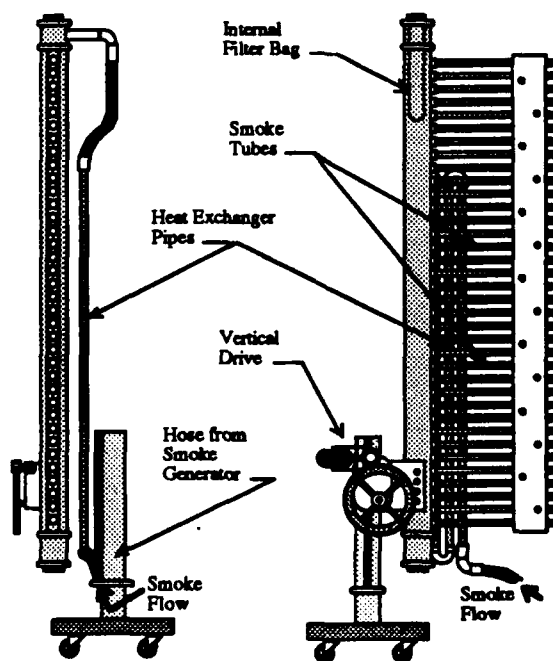 Internal
Filter Bag
Smoke
Tubes
Heat Exchanger
Pipes
Vertical
Drive
Hose from
Smoke
Generator
Smoke
Flow
Smoke
Flow